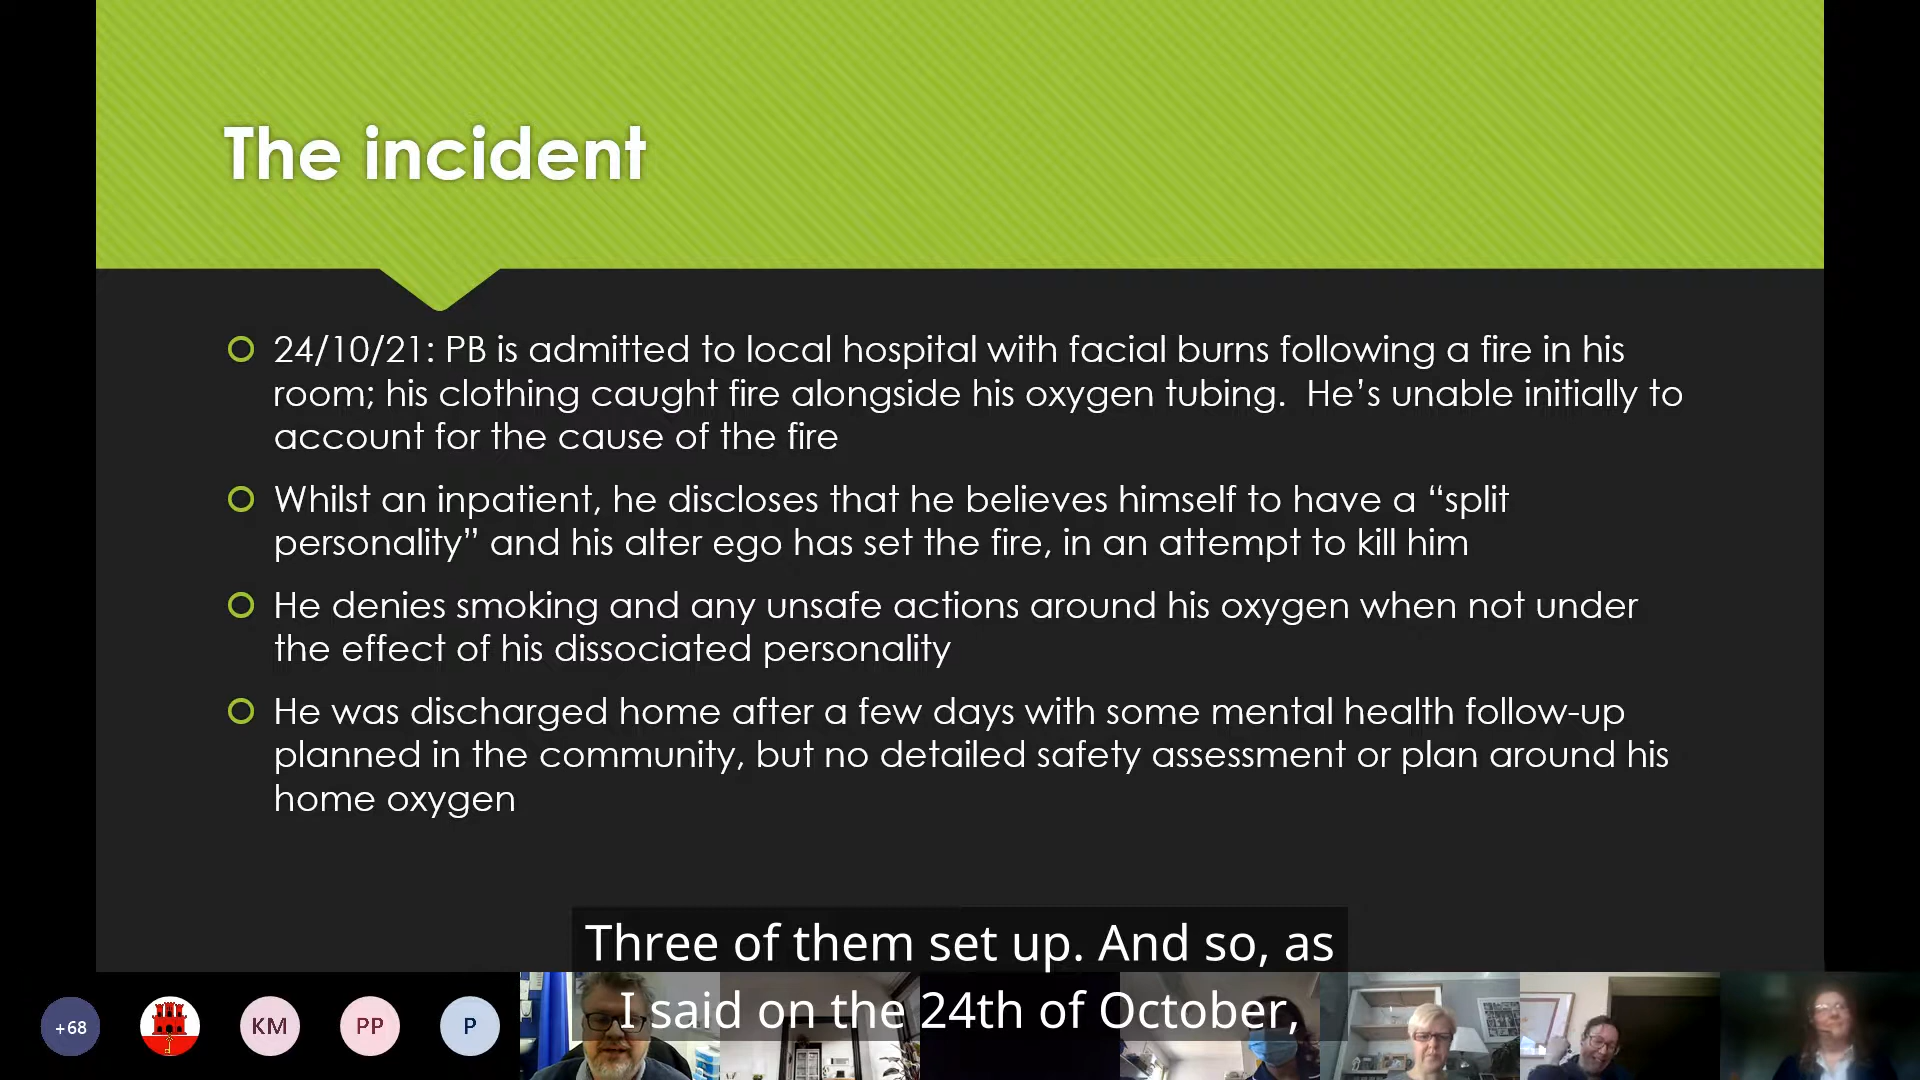 The incident
24/10/21: PB is admitted to local hospital with facial burns following a fire in his
room; his clothing caught fire alongside his oxygen tubing.  He’s unable initially to
account for the cause of the fire
Whilst an inpatient, he discloses that he believes himself to have a “split
personality” and his alter ego has set the fire, in an attempt to kill him
He denies smoking and any unsafe actions around his oxygen when not under
the effect of his dissociated personality
He was discharged home after a few days with some mental health follow-up
planned in the community, but no detailed safety assessment or plan around his
home oxygen
Three of them set up. And so, as
I said on the 24th of October,
+68
KM
PP
P